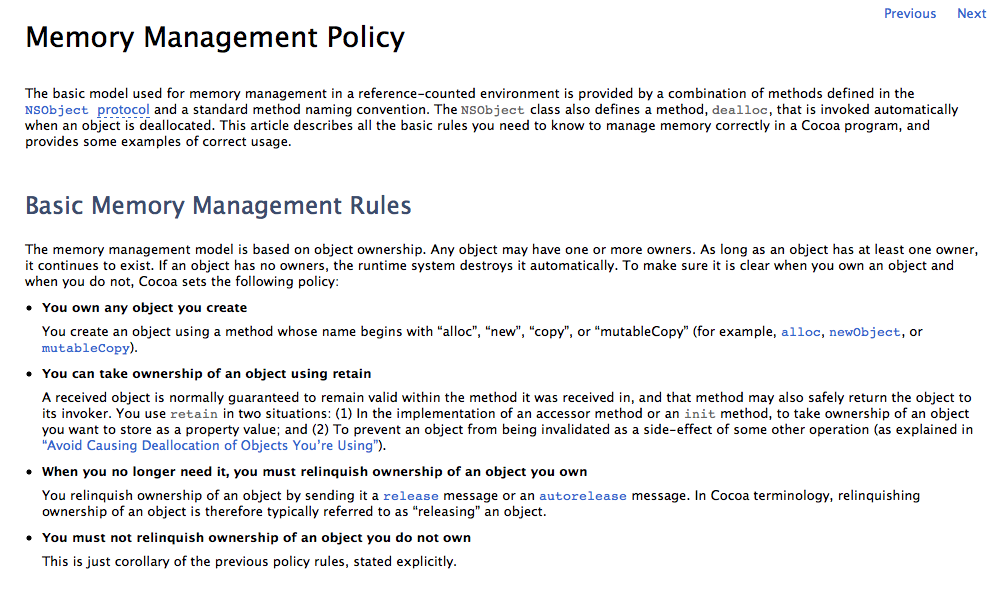 Previous Next
Memory Management Policy
The basic model used for memory management in a reference-counted environment is provided by a combination of methods defined in the
NSObject protocol and a standard method naming convention. The NSObject class also defines a method, dealloc, that is invoked automatically
when an object is deallocated. This article describes all the basic rules you need to know to manage memory correctly in a Cocoa program, and
provides some examples of correct usage.
Basic Memory Management Rules
The memory management model is based on object ownership. Any object may have one or more owners. As long as an object has at least one owner,
it continues to exist. If an object has no owners, the runtime system destroys it automatically. To make sure it is clear when you own an object and
when you do not, Cocoa sets the following policy:
• You own any object you create
You create an object using a method whose name begins with “alloc”, “new”, “copy”, or “mutableCopy” (for example, alloc, newObject, or
mutableCopy).
• You can take ownership of an object using retain
A received object is normally guaranteed to remain valid within the method it was received in, and that method may also safely return the object to
its invoker. You use retain in two situations: (1) In the implementation of an accessor method or an init method, to take ownership of an object
you want to store as a property value; and (2) To prevent an object from being invalidated as a side-effect of some other operation (as explained in
“Avoid Causing Deallocation of Objects You’re Using”).
• When you no longer need it, you must relinquish ownership of an object you own
You relinquish ownership of an object by sending it a release message or an autorelease message. In Cocoa terminology, relinquishing
ownership of an object is therefore typically referred to as “releasing” an object.
• You must not relinquish ownership of an object you do not own
This is just corollary of the previous policy rules, stated explicitly.